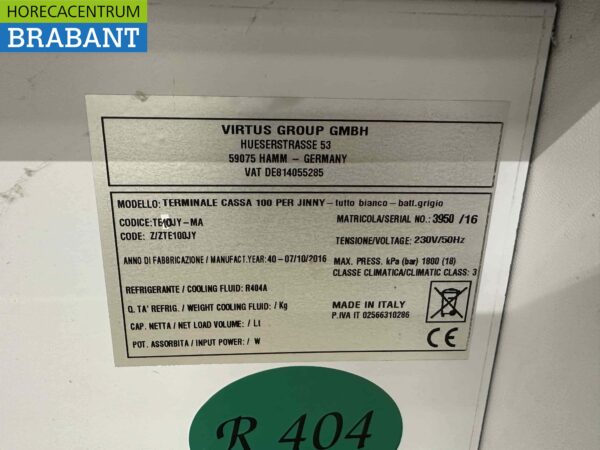 HORECACENTRUM
BRABANT
VIRTUS GROUP GMBH
HUESERSTRASSE 53
59075 HAMM – GERMANY
VAT DE814055285
MODELLO: TERMINALE CASSA 100 PER JINNY – tutto bianco – batt.grigio
CODICE: TE10JY-MA MATRICOLA/SERIAL NO.: 3950 /16
CODE: Z/ZTE100JY TENSIONE/VOLTAGE: 230V/50Hz
ANNO DI FABBRICAZIONE / MANUFACT.YEAR: 40 - 07/10/2016 MAX. PRESS. kPa (bar) 1800 (18)
CLASSE CLIMATICA/CLIMATIC CLASS: 3
REFRIGERANTE / COOLING FLUID: R404A
Q. TA' REFRIG. / WEIGHT COOLING FLUID: / Kg MADE IN ITALY
P.IVA IT 02566310286
CAP. NETTA / NET LOAD VOLUME: / Lt
POT. ASSORBITA / INPUT POWER: / W
CE
R 404